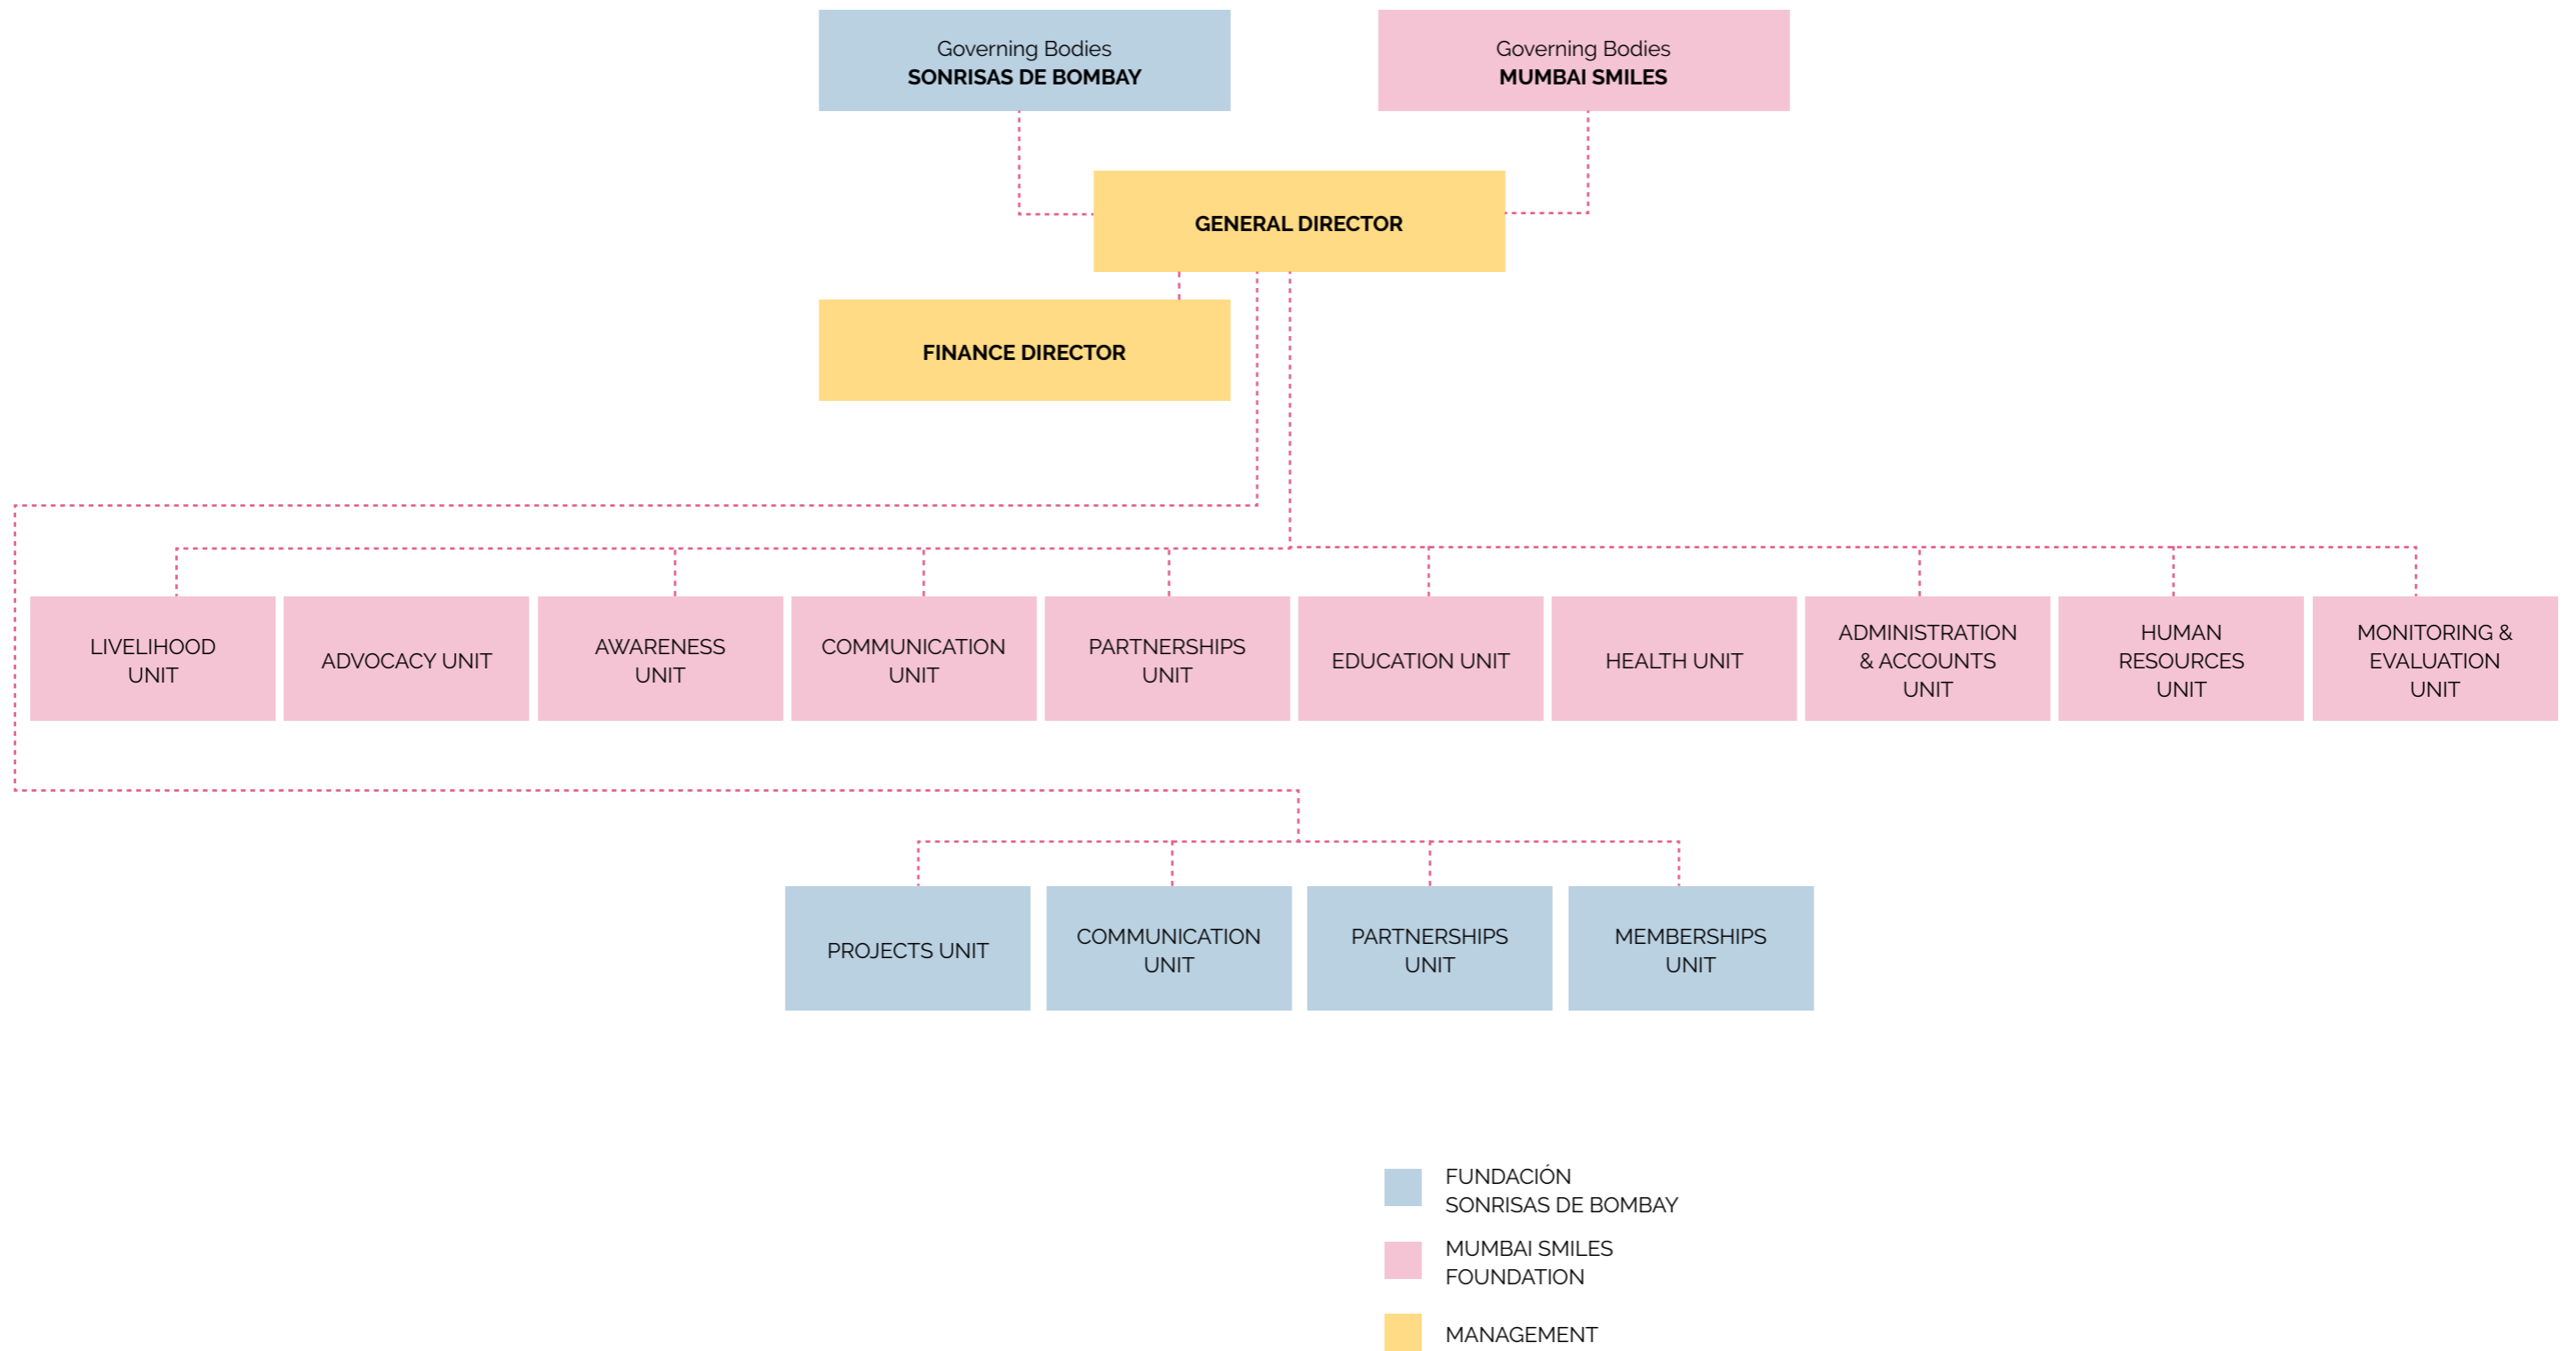 Governing Bodies
SONRISAS DE BOMBAY
Governing Bodies
MUMBAI SMILES
GENERAL DIRECTOR
FINANCE DIRECTOR
LIVELIHOOD
UNIT
ADVOCACY UNIT
AWARENESS
UNIT
COMMUNICATION
UNIT
PARTNERSHIPS
UNIT
EDUCATION UNIT
HEALTH UNIT
ADMINISTRATION
& ACCOUNTS
UNIT
HUMAN
RESOURCES
UNIT
MONITORING &
EVALUATION
UNIT
PROJECTS UNIT
COMMUNICATION
UNIT
PARTNERSHIPS
UNIT
MEMBERSHIPS
UNIT
FUNDACIÓN
SONRISAS DE BOMBAY
MUMBAI SMILES
FOUNDATION
MANAGEMENT